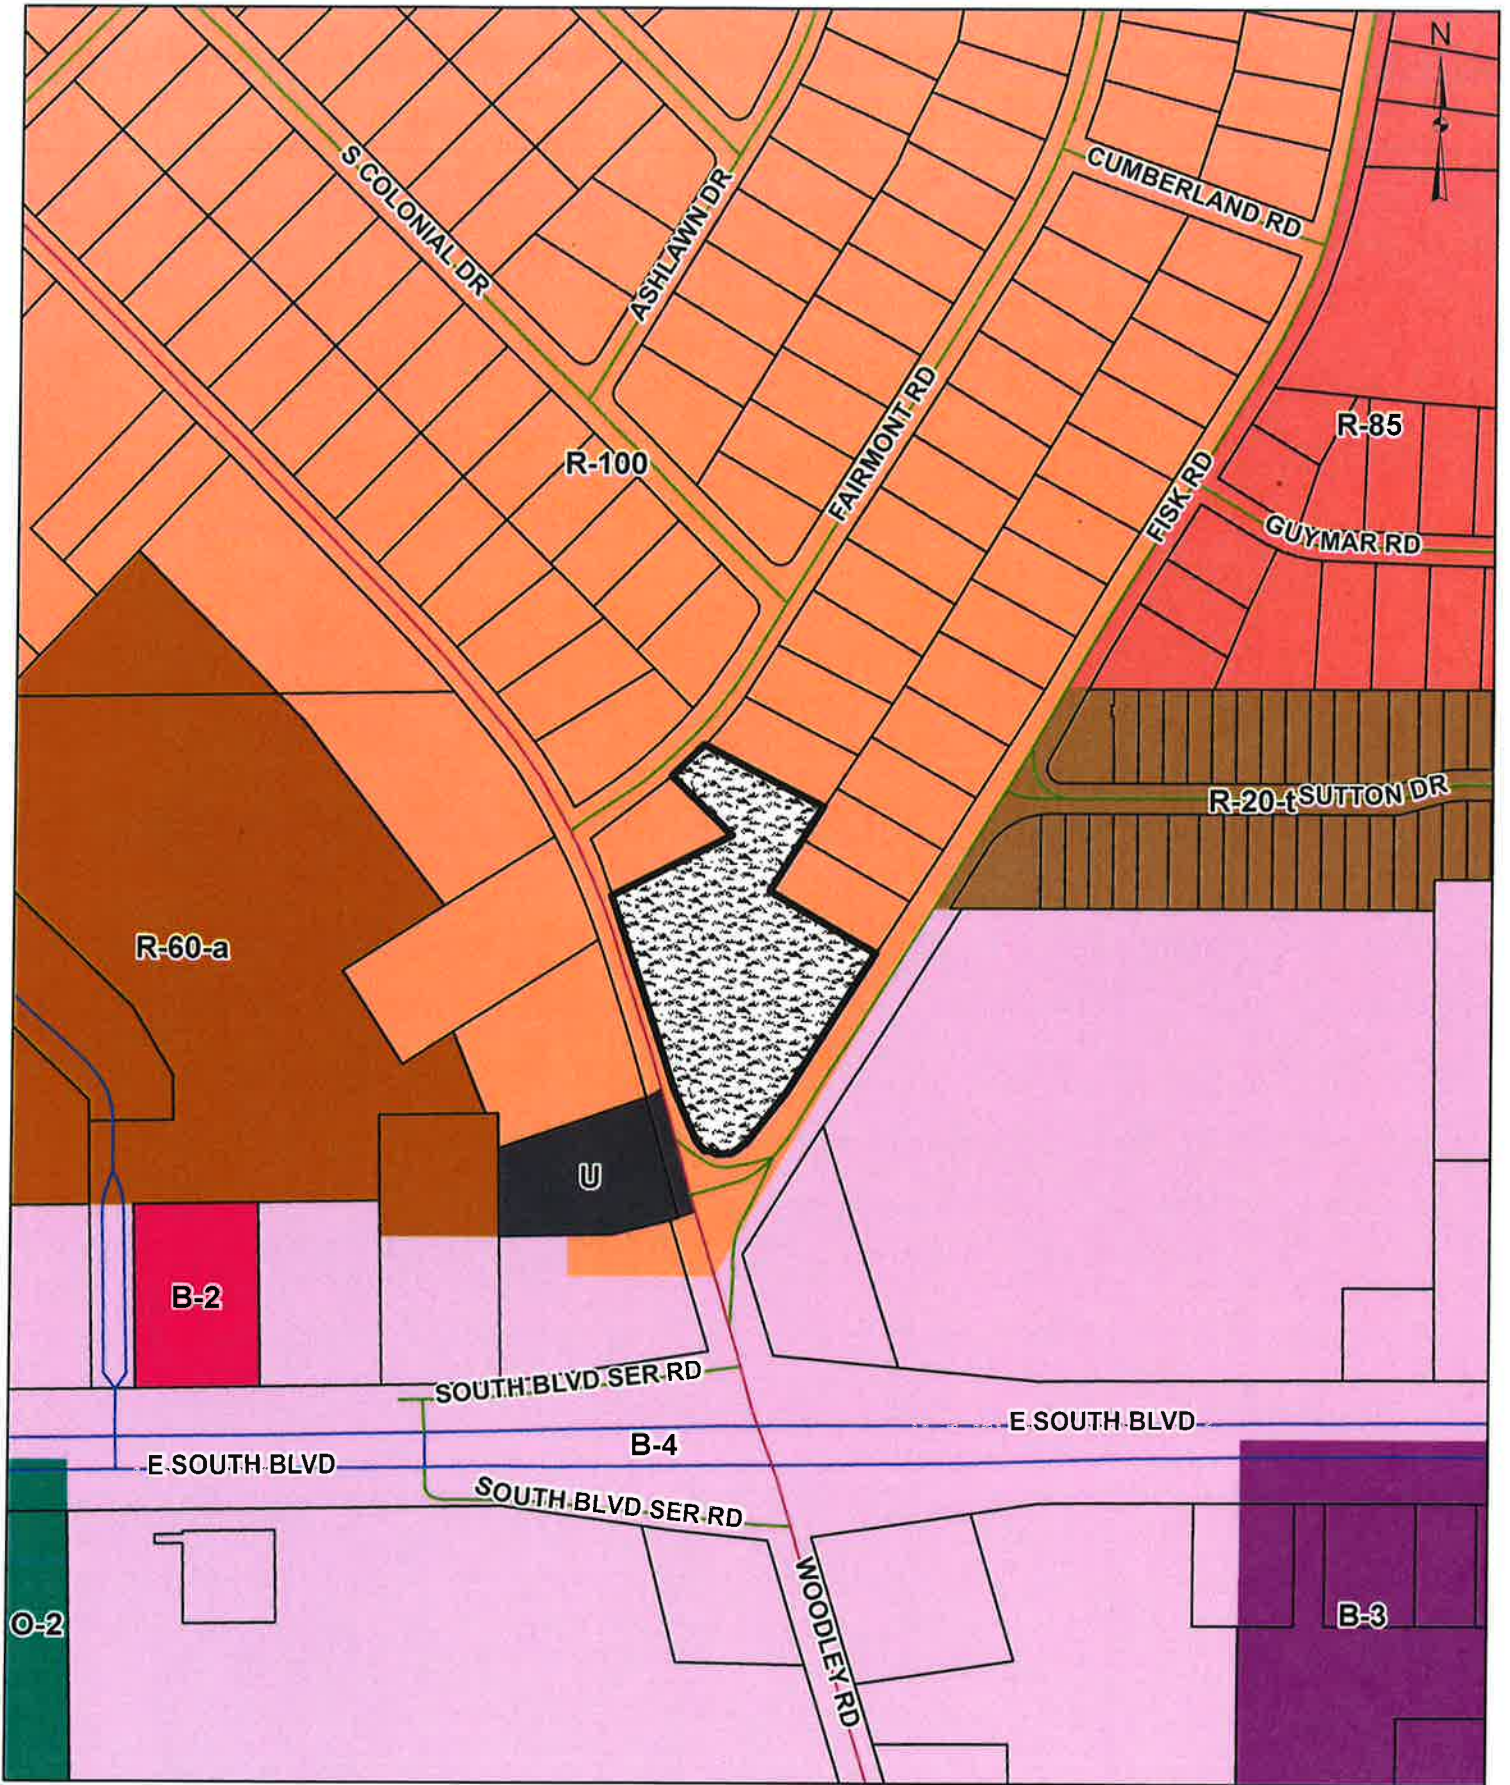 N
CUMBERLAND RD
S COLONIAL DR
ASHLAWN DR
R-85
FAIRMONT RD
R-100
FISK RD
GUYMAR RD
R-20-t
SUTTON DR
R-60-a
U
B-2
SOUTH BLVD SER RD
E SOUTH BLVD
B-4
E SOUTH BLVD
SOUTH BLVD SER RD
WOODLEY RD
O-2
B-3